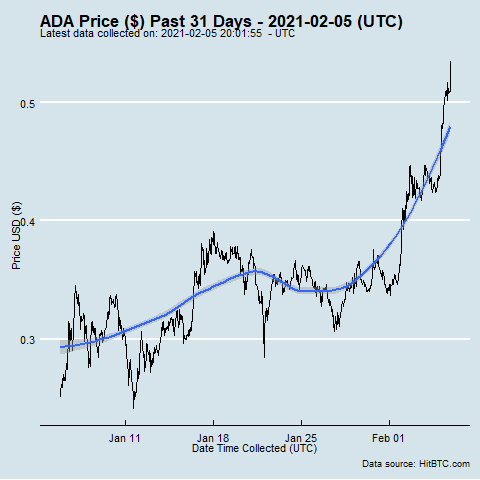 ADA Price ($) Past 31 Days - 2021-02-05 (UTC)
Latest data collected on: 2021-02-05 20:01:55 - UTC
0.5
0.4
0.3
Price USD ($)
Jan 11 Jan 18 Jan 25 Feb 01
Date Time Collected (UTC)
Data source: HitBTC.com